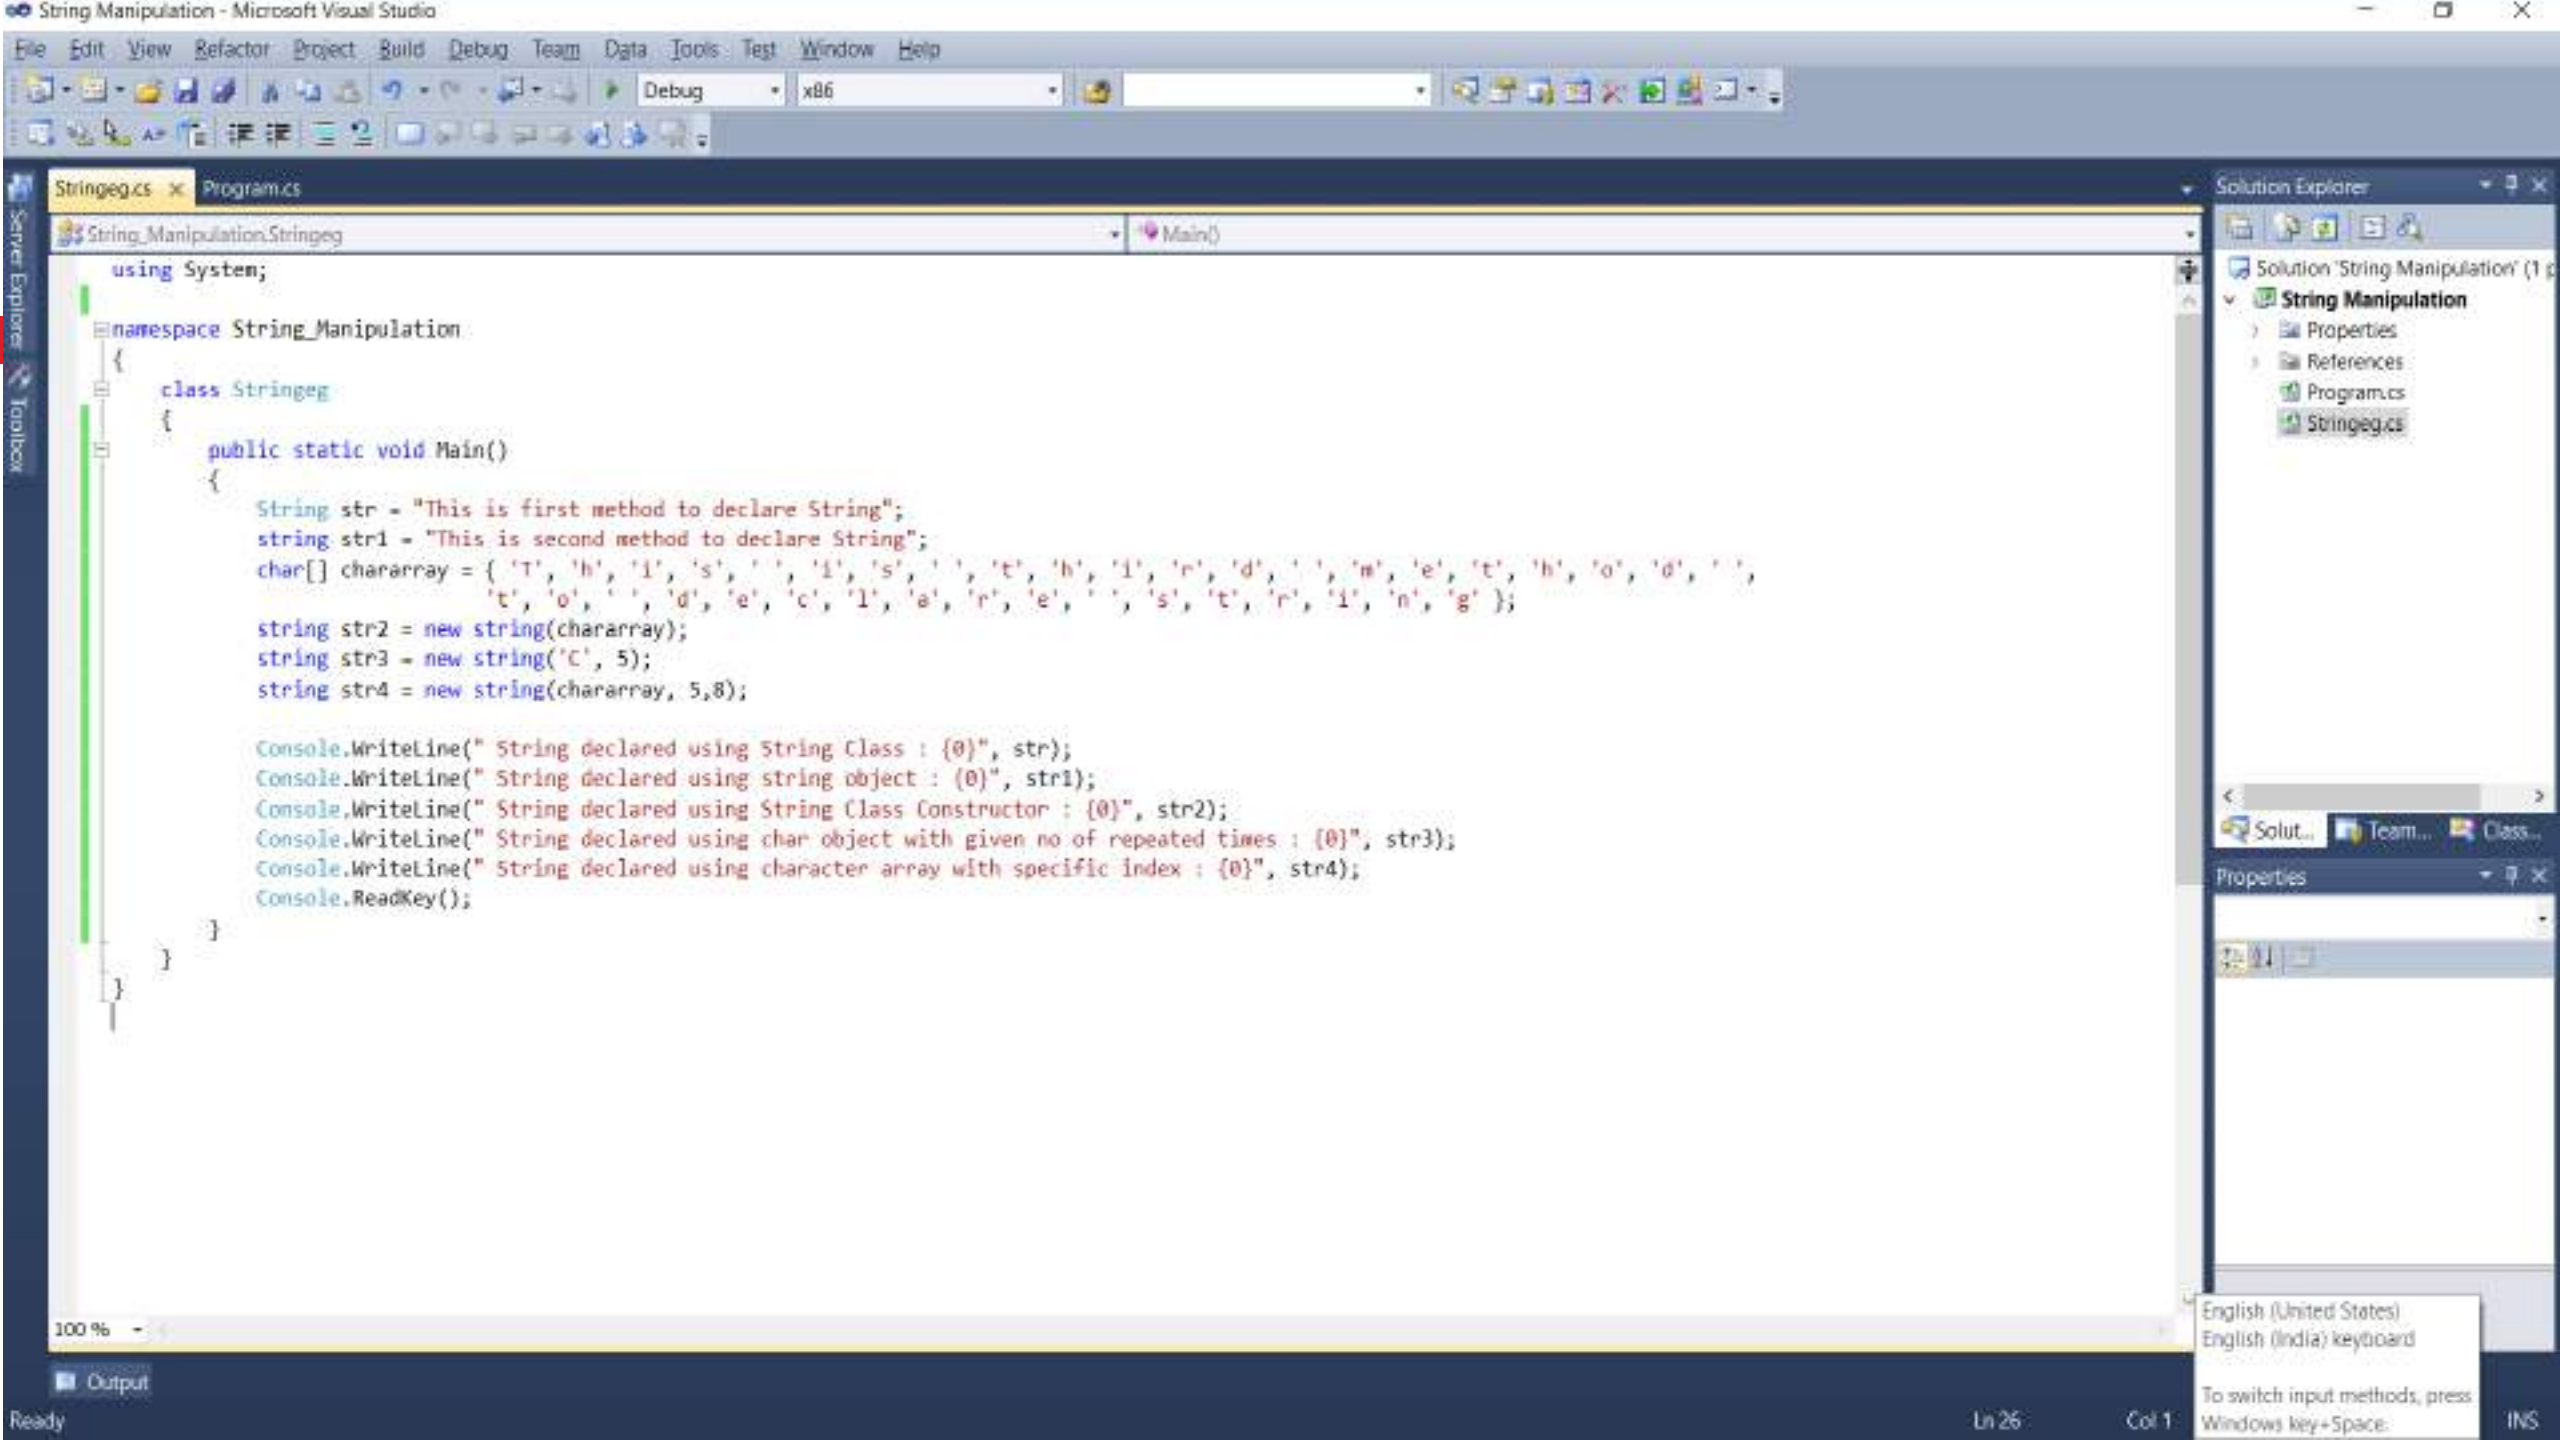 String Manipulation - Microsoft Visual Studio
File Edit View Refactor Project Build Debug Team Data Tools Test Window Help
Debug x86
Stringeg.cs Program.cs
Solution Explorer
Server Explorer
Toolbox
String_Manipulation.Stringeg Main()
using System;
namespace String_Manipulation
{
class Stringeg
{
public static void Main()
{
String str = "This is first method to declare String";
string str1 = "This is second method to declare String";
char[] chararray = { 'T', 'h', 'i', 's', ' ', 'i', 's', ' ', 't', 'h', 'i', 'r', 'd', ' ', 'm', 'e', 't', 'h', 'o', 'd', ' ',
't', 'o', ' ', 'd', 'e', 'c', 'l', 'a', 'r', 'e', ' ', 's', 't', 'r', 'i', 'n', 'g' };
string str2 = new string(chararray);
string str3 = new string('C', 5);
string str4 = new string(chararray, 5,8);
Console.WriteLine(" String declared using String Class : {0}", str);
Console.WriteLine(" String declared using string object : {0}", str1);
Console.WriteLine(" String declared using String Class Constructor : {0}", str2);
Console.WriteLine(" String declared using char object with given no of repeated times : {0}", str3);
Console.WriteLine(" String declared using character array with specific index : {0}", str4);
Console.ReadKey();
}
}
}
100 %
Output
Ready
Ln 26 Col 1 INS
Solution 'String Manipulation' (1 p
String Manipulation
Properties
References
Program.cs
Stringeg.cs
Solut... Team... Class...
Properties
English (United States)
English (India) keyboard
To switch input methods, press
Windows key+Space.